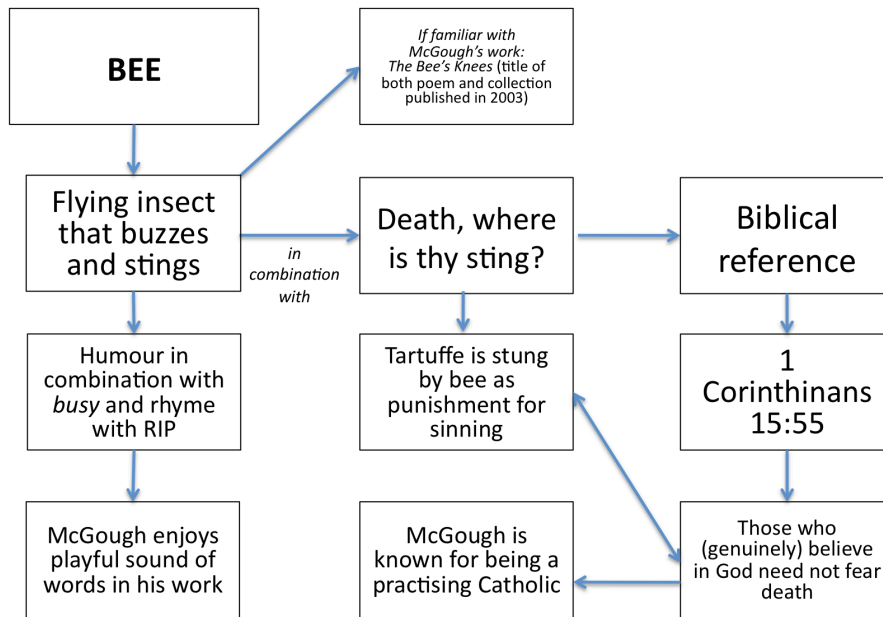 BEE
If familiar with
McGough's work:
The Bee's Knees (title of
both poem and collection
published in 2003)
Flying insect
that buzzes
and stings
in
combination
with
Death, where
is thy sting?
Biblical
reference
Humour in
combination with
busy and rhyme
with RIP
Tartuffe is stung
by bee as
punishment for
sinning
1
Corinthinans
15:55
McGough enjoys
playful sound of
words in his work
McGough is
known for being a
practising Catholic
Those who
(genuinely) believe
in God need not fear
death